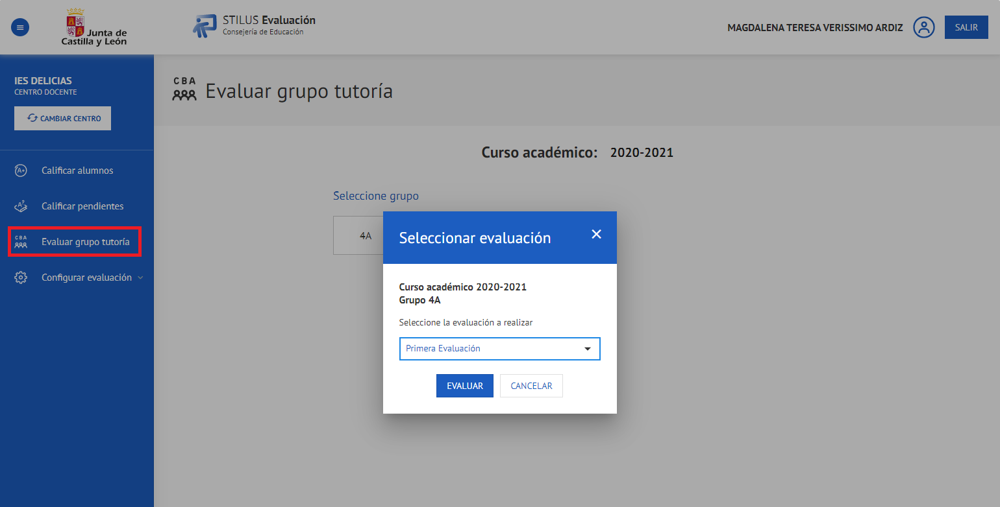 Junta de
Castilla y León
STILUS Evaluación
Consejería de Educación
MAGDALENA TERESA VERISSIMO ARDIZ
SALIR
IES DELICIAS
CENTRO DOCENTE
CAMBIAR CENTRO
A+
Calificar alumnos
A?
Calificar pendientes
CBA
Evaluar grupo tutoría
Configurar evaluación
CBA
Evaluar grupo tutoría
Curso académico: 2020-2021
Seleccione grupo
4A
Seleccionar evaluación
Curso académico 2020-2021
Grupo 4A
Seleccione la evaluación a realizar
Primera Evaluación
EVALUAR
CANCELAR